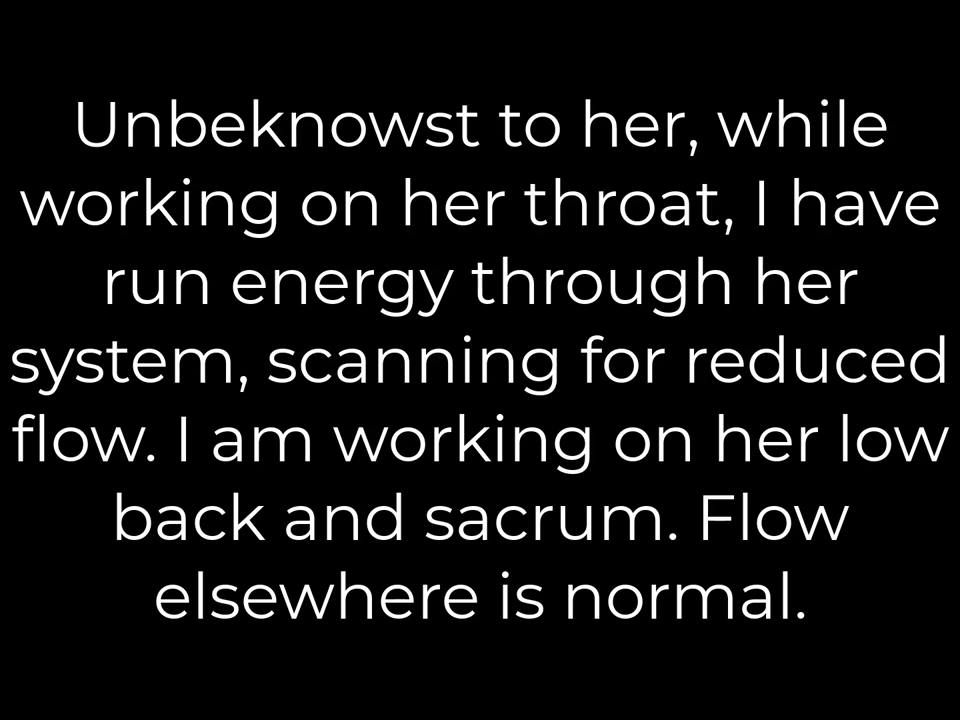 Unbeknowst to her, while
working on her throat, I have
run energy through her
system, scanning for reduced
flow. I am working on her low
back and sacrum. Flow
elsewhere is normal.